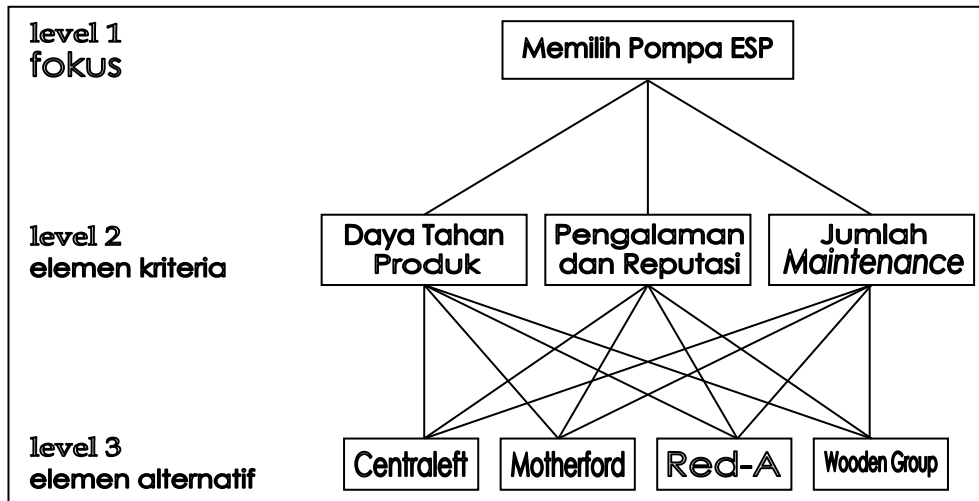 level 1
fokus
Memilih Pompa ESP
level 2
elemen kriteria
Daya Tahan
Produk
Pengalaman
dan Reputasi
Jumlah
Maintenance
level 3
elemen alternatif
Centraleft
Motherford
Red-A
Wooden Group